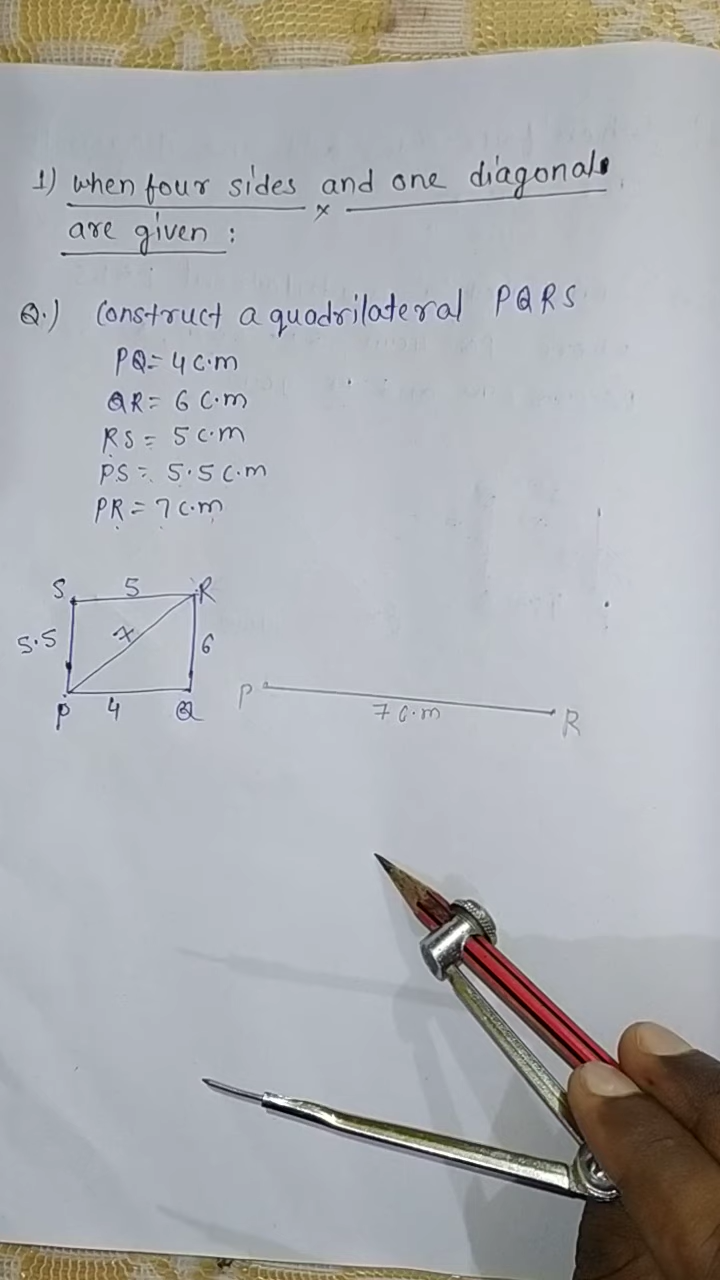 1) when four sides and one diagonal
are given :
Q.) construct a quadrilateral PQRS
PQ= 4 c.m
QR= 6 c.m
RS = 5 c.m
PS = 5.5 c.m
PR = 7 c.m
S 5 R
5.5 7 6
P 4 Q
P 7 c.m R